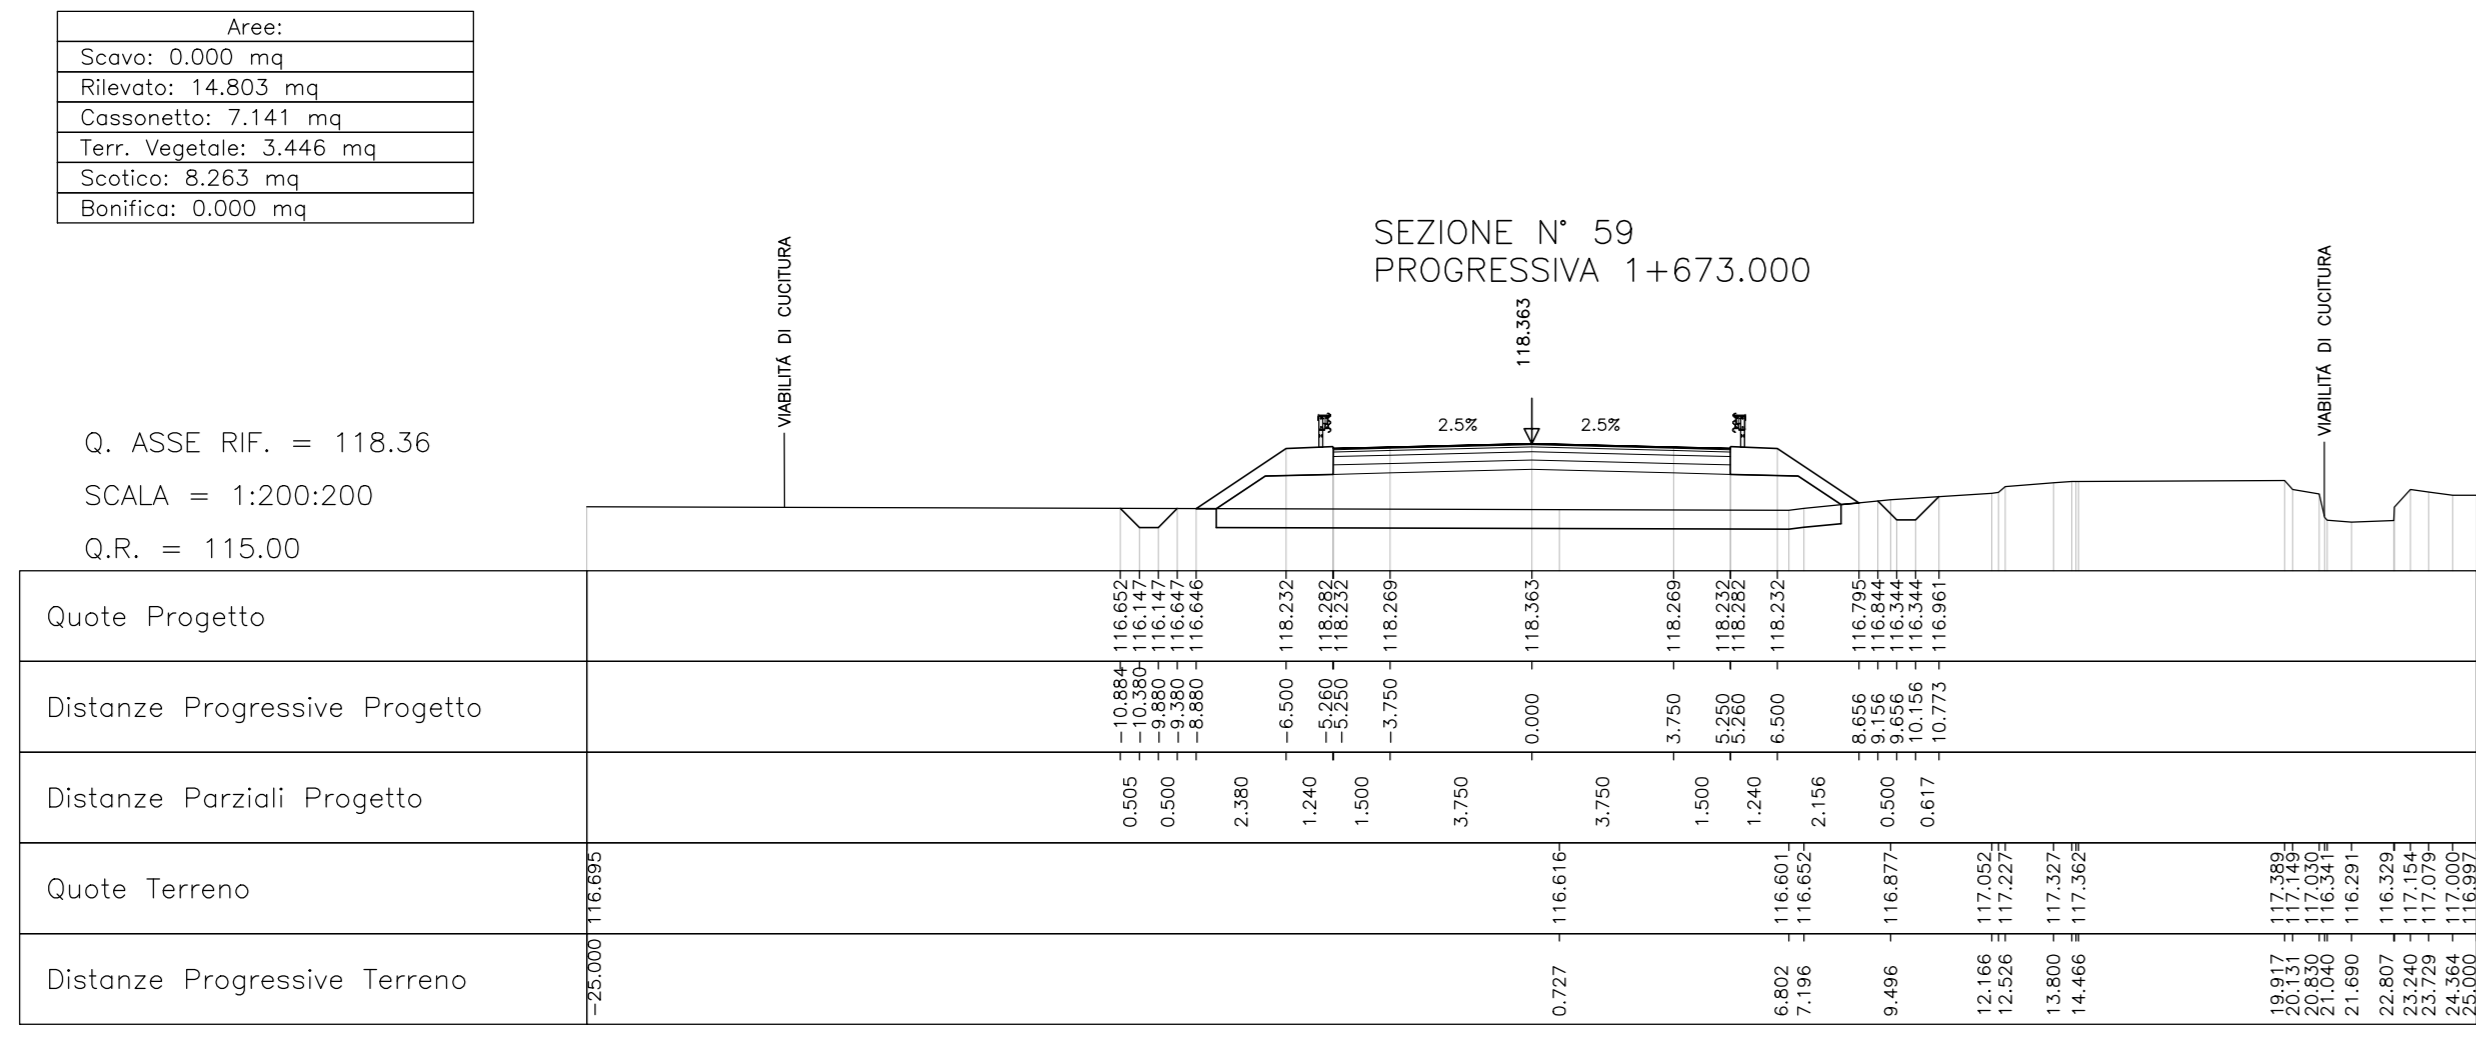 Aree:
Scavo: 0.000 mq
Rilevato: 14.803 mq
Cassonetto: 7.141 mq
Terr. Vegetale: 3.446 mq
Scotico: 8.263 mq
Bonifica: 0.000 mq
SEZIONE N° 59
PROGRESSIVA 1+673.000
VIABILITÁ DI CUCITURA
118.363
VIABILITÁ DI CUCITURA
2.5% 2.5%
Q. ASSE RIF. = 118.36
SCALA = 1:200:200
Q.R. = 115.00
Quote Progetto 116.652 116.147 116.147 116.647 116.646 118.232 118.282 118.232 118.269 118.363 118.269 118.232 118.282 118.232 116.795 116.844 116.344 116.344 116.961
Distanze Progressive Progetto -10.884 -10.380 -9.880 -9.380 -8.880 -6.500 -5.260 -5.250 -3.750 0.000 3.750 5.250 5.260 6.500 8.656 9.156 9.656 10.156 10.773
Distanze Parziali Progetto 0.505 0.500 2.380 1.240 1.500 3.750 3.750 1.500 1.240 2.156 0.500 0.617
Quote Terreno 116.695 116.616 116.601 116.652 116.877 117.052 117.227 117.327 117.362 117.389 117.149 117.030 116.341 116.291 116.329 117.154 117.079 117.000 116.997
Distanze Progressive Terreno -25.000 0.727 6.802 7.196 9.496 12.166 12.526 13.800 14.466 19.917 20.131 20.830 21.040 21.690 22.807 23.240 23.729 24.364 25.000